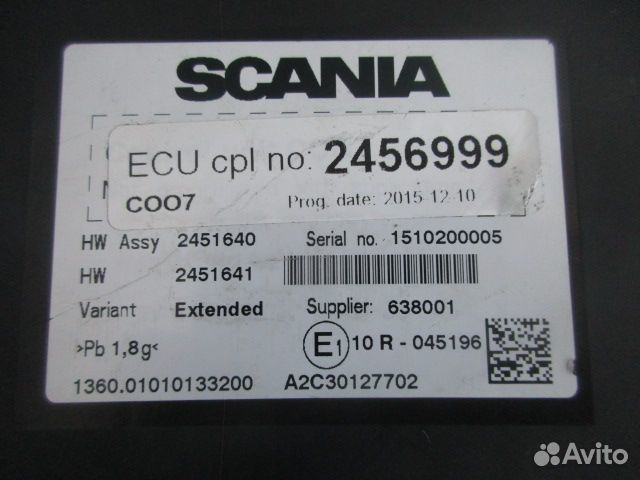 SCANIA
ECU cpl no: 2456999
COO7 Prog. date: 2015-12-10
HW Assy 2451640 Serial no. 1510200005
HW 2451641
Variant Extended Supplier: 638001
>Pb 1,8g< E1 10 R - 045196
1360.01010133200 A2C30127702
Avito